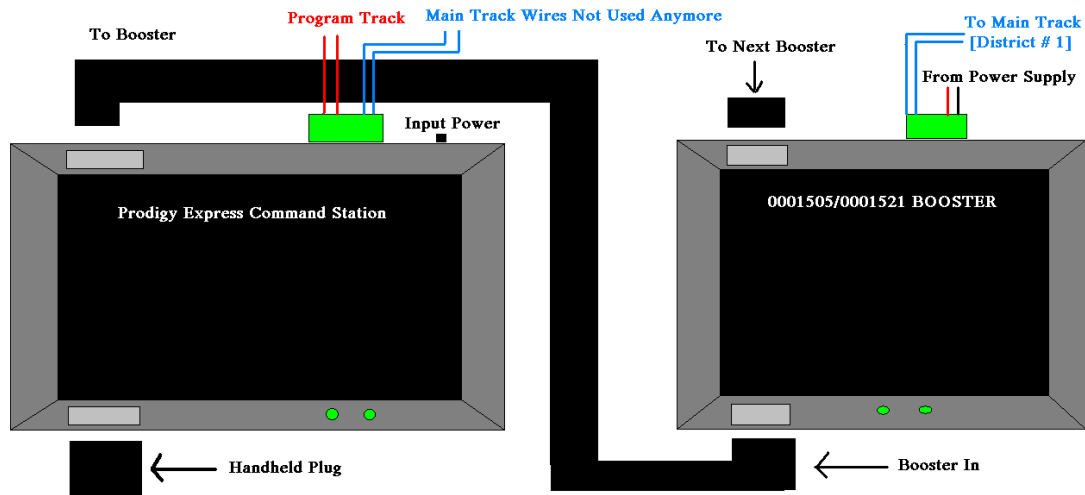 Program Track
Main Track Wires Not Used Anymore
To Booster
Input Power
Prodigy Express Command Station
Handheld Plug
To Next Booster
To Main Track
[District # 1]
From Power Supply
0001505/0001521 BOOSTER
Booster In